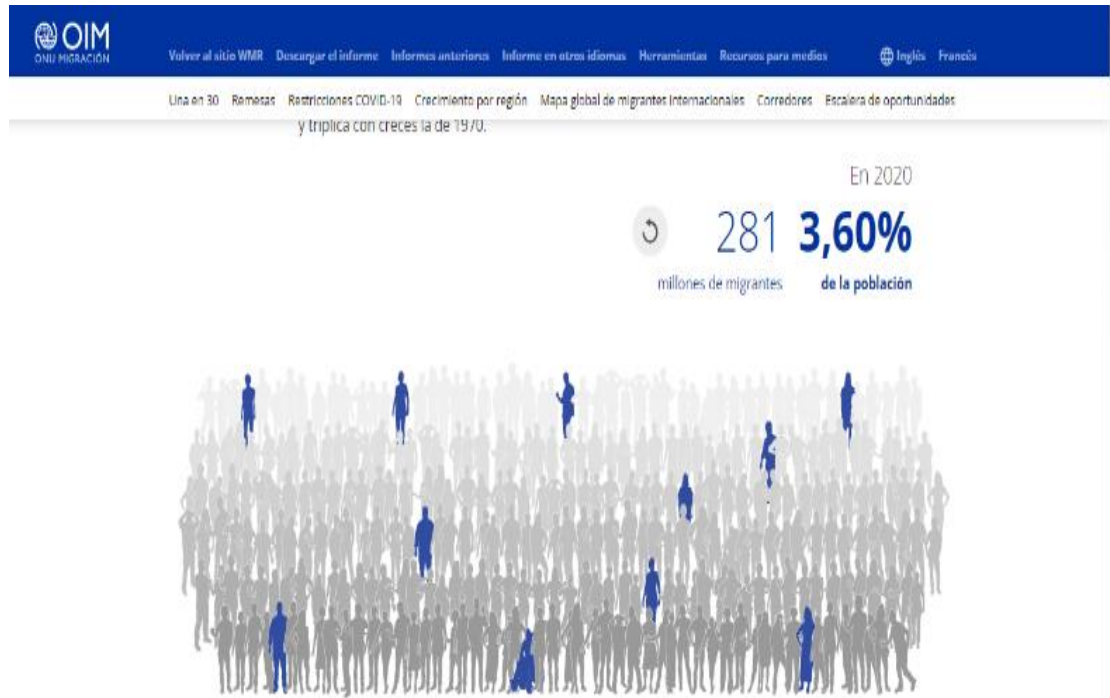 OIM
ONU MIGRACIÓN
Volver al sitio WMR Descargar el informe Informes anteriores Informe en otros idiomas Herramientas Recursos para medios Inglés Francés
Una en 30 Remesas Restricciones COVID-19 Crecimiento por región Mapa global de migrantes internacionales Corredores Escalera de oportunidades
y triplica con creces la de 1970.
En 2020
281 3,60%
millones de migrantes de la población